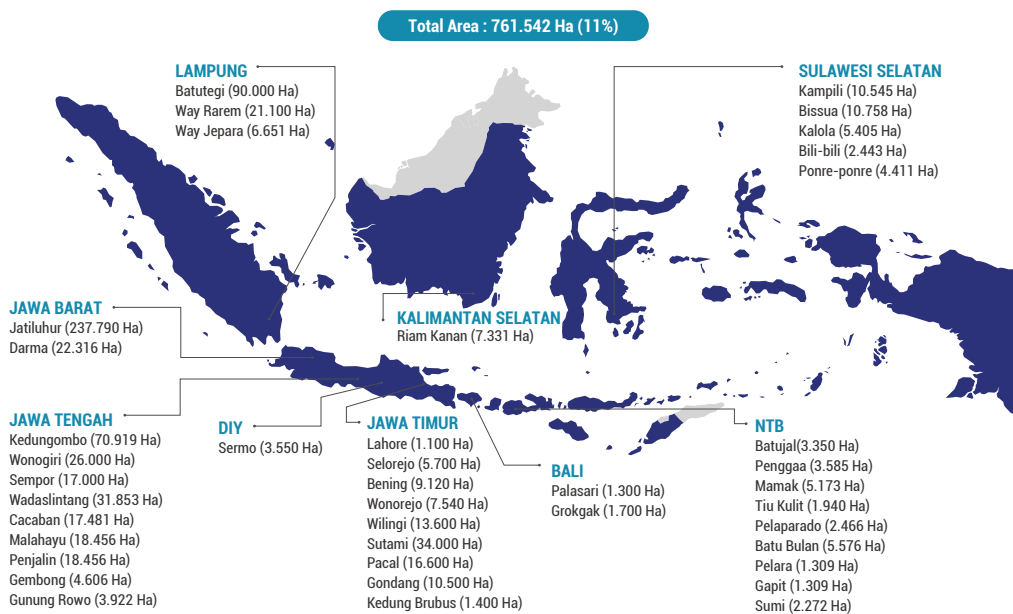 Total Area : 761.542 Ha (11%)
LAMPUNG
Batutegi (90.000 Ha)
Way Rarem (21.100 Ha)
Way Jepara (6.651 Ha)
SULAWESI SELATAN
Kampili (10.545 Ha)
Bissua (10.758 Ha)
Kalola (5.405 Ha)
Bili-bili (2.443 Ha)
Ponre-ponre (4.411 Ha)
JAWA BARAT
Jatiluhur (237.790 Ha)
Darma (22.316 Ha)
KALIMANTAN SELATAN
Riam Kanan (7.331 Ha)
JAWA TENGAH
Kedungombo (70.919 Ha)
Wonogiri (26.000 Ha)
Sempor (17.000 Ha)
Wadaslintang (31.853 Ha)
Cacaban (17.481 Ha)
Malahayu (18.456 Ha)
Penjalin (18.456 Ha)
Gembong (4.606 Ha)
Gunung Rowo (3.922 Ha)
DIY
Sermo (3.550 Ha)
JAWA TIMUR
Lahore (1.100 Ha)
Selorejo (5.700 Ha)
Bening (9.120 Ha)
Wonorejo (7.540 Ha)
Wilingi (13.600 Ha)
Sutami (34.000 Ha)
Pacal (16.600 Ha)
Gondang (10.500 Ha)
Kedung Brubus (1.400 Ha)
BALI
Palasari (1.300 Ha)
Grokgak (1.700 Ha)
NTB
Batujal(3.350 Ha)
Penggaa (3.585 Ha)
Mamak (5.173 Ha)
Tiu Kulit (1.940 Ha)
Pelaparado (2.466 Ha)
Batu Bulan (5.576 Ha)
Pelara (1.309 Ha)
Gapit (1.309 Ha)
Sumi (2.272 Ha)